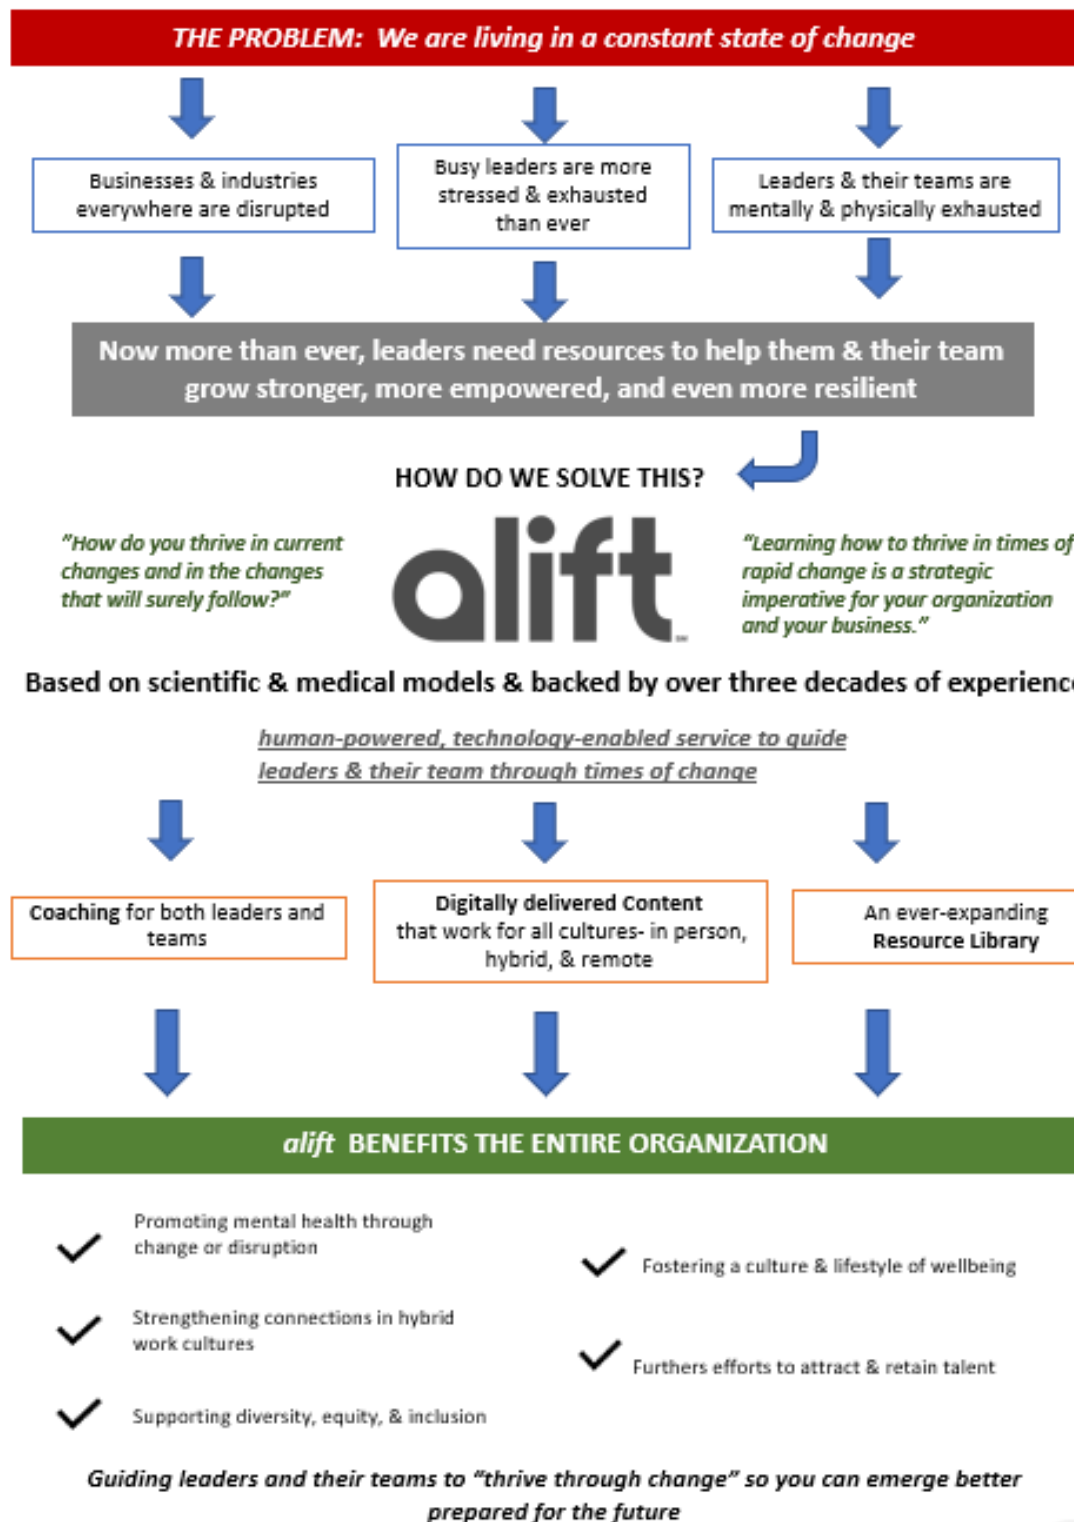 THE PROBLEM: We are living in a constant state of change
Businesses & industries
everywhere are disrupted
Busy leaders are more
stressed & exhausted
than ever
Leaders & their teams are
mentally & physically exhausted
Now more than ever, leaders need resources to help them & their team
grow stronger, more empowered, and even more resilient
HOW DO WE SOLVE THIS?
"How do you thrive in current
changes and in the changes
that will surely follow?"
alift
"Learning how to thrive in times of
rapid change is a strategic
imperative for your organization
and your business."
Based on scientific & medical models & backed by over three decades of experience
human-powered, technology-enabled service to guide
leaders & their team through times of change
Coaching for both leaders and
teams
Digitally delivered Content
that work for all cultures- in person,
hybrid, & remote
An ever-expanding
Resource Library
alift BENEFITS THE ENTIRE ORGANIZATION
Promoting mental health through
change or disruption
Strengthening connections in hybrid
work cultures
Supporting diversity, equity, & inclusion
Fostering a culture & lifestyle of wellbeing
Furthers efforts to attract & retain talent
Guiding leaders and their teams to "thrive through change" so you can emerge better
prepared for the future